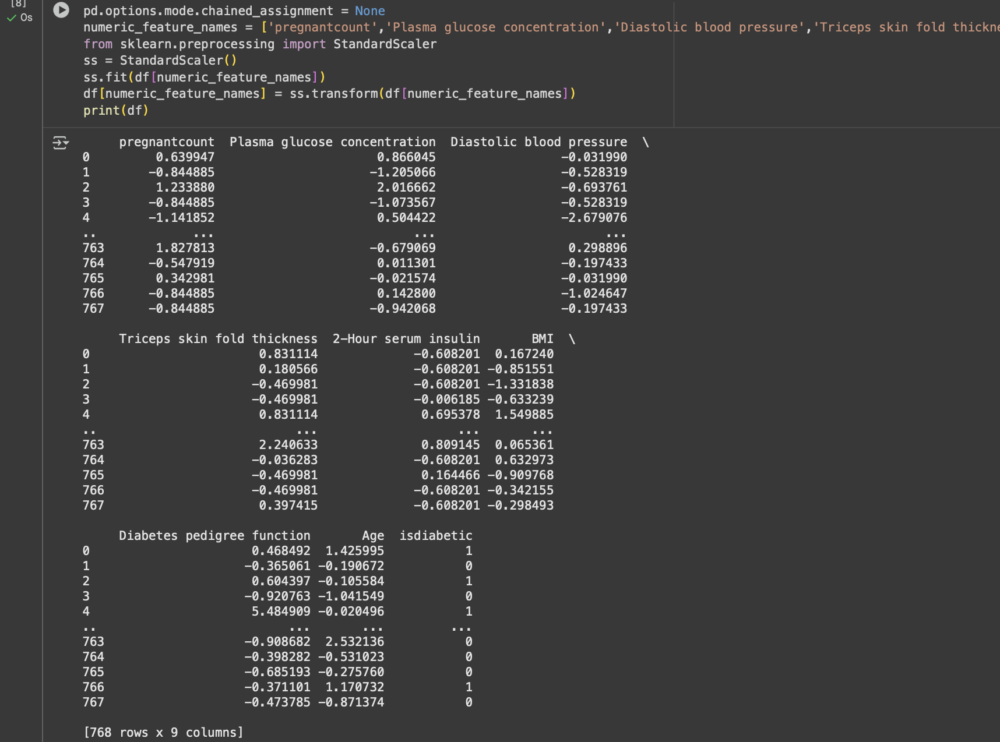 [8]
0s
pd.options.mode.chained_assignment = None
numeric_feature_names = ['pregnantcount','Plasma glucose concentration','Diastolic blood pressure','Triceps skin fold thickne
from sklearn.preprocessing import StandardScaler
ss = StandardScaler()
ss.fit(df[numeric_feature_names])
df[numeric_feature_names] = ss.transform(df[numeric_feature_names])
print(df)
pregnantcount Plasma glucose concentration Diastolic blood pressure \
0 0.639947 0.866045 -0.031990
1 -0.844885 -1.205066 -0.528319
2 1.233880 2.016662 -0.693761
3 -0.844885 -1.073567 -0.528319
4 -1.141852 0.504422 -2.679076
.. ... ... ...
763 1.827813 -0.679069 0.298896
764 -0.547919 0.011301 -0.197433
765 0.342981 -0.021574 -0.031990
766 -0.844885 0.142800 -1.024647
767 -0.844885 -0.942068 -0.197433
Triceps skin fold thickness 2-Hour serum insulin BMI \
0 0.831114 -0.608201 0.167240
1 0.180566 -0.608201 -0.851551
2 -0.469981 -0.608201 -1.331838
3 -0.469981 -0.006185 -0.633239
4 0.831114 0.695378 1.549885
.. ... ... ...
763 2.240633 0.809145 0.065361
764 -0.036283 -0.608201 0.632973
765 -0.469981 0.164466 -0.909768
766 -0.469981 -0.608201 -0.342155
767 0.397415 -0.608201 -0.298493
Diabetes pedigree function Age isdiabetic
0 0.468492 1.425995 1
1 -0.365061 -0.190672 0
2 0.604397 -0.105584 1
3 -0.920763 -1.041549 0
4 5.484909 -0.020496 1
.. ... ... ...
763 -0.908682 2.532136 0
764 -0.398282 -0.531023 0
765 -0.685193 -0.275760 0
766 -0.371101 1.170732 1
767 -0.473785 -0.871374 0
[768 rows x 9 columns]